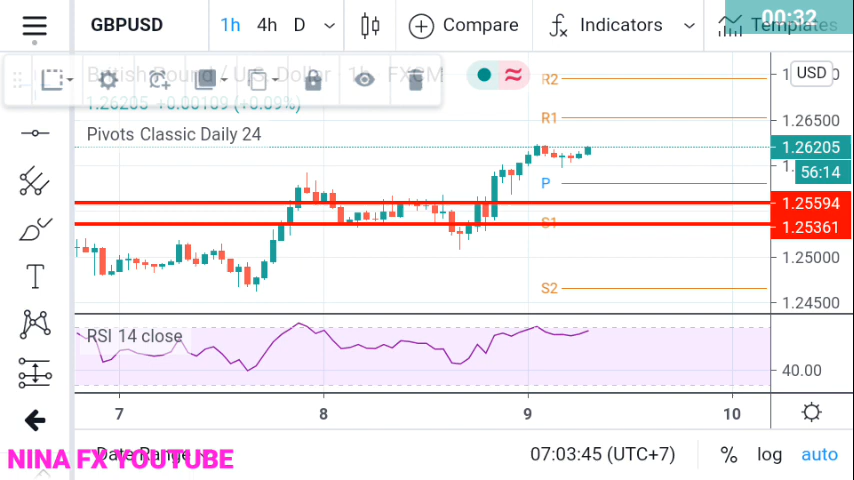 GBPUSD 1h 4h D Compare Indicators Templates 00:32
British Pound / U.S. Dollar 1h FXCM
1.26205 +0.00109 (+0.09%)
Pivots Classic Daily 24
USD
R2
R1
1.26500
1.26205
56:14
P
1.25594
S1
1.25361
1.25000
S2
1.24500
RSI 14 close
40.00
7 8 9 10
Date Range
07:03:45 (UTC+7) % log auto
NINA FX YOUTUBE